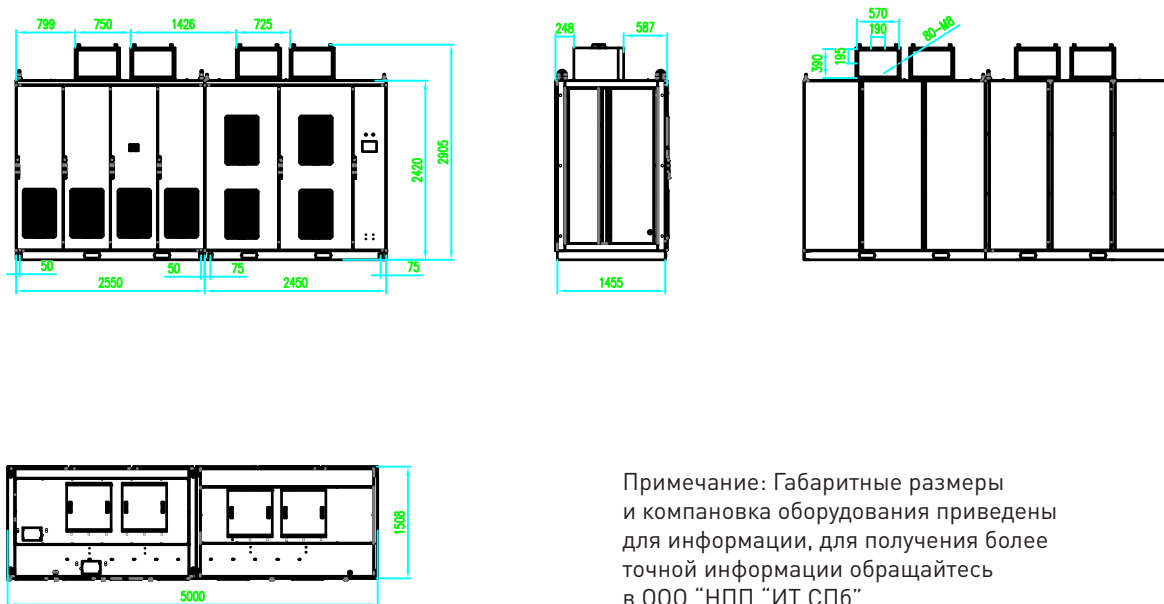 799 750 1426 725
248 587
570
190
80-M8
390 195
2420
2905
50 50 75 75
2550 2450
1455
1508
5000
Примечание: Габаритные размеры
и компановка оборудования приведены
для информации, для получения более
точной информации обращайтесь
в ООО “НПП “ИТ СПб”